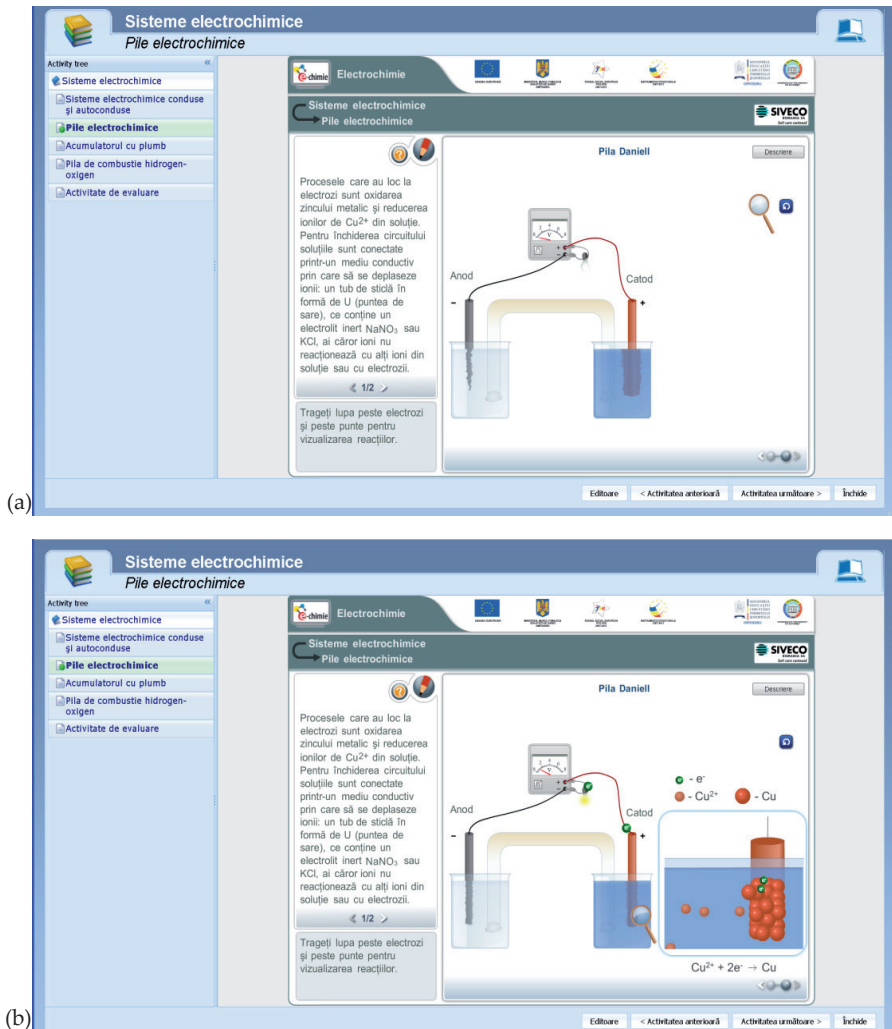 Sisteme electrochimice
Pile electrochimice
Activity tree
Sisteme electrochimice
Sisteme electrochimice conduse
și autoconduse
Pile electrochimice
Acumulatorul cu plumb
Pila de combustie hidrogen-
oxigen
Activitate de evaluare
e-chimie
Electrochimie
Sisteme electrochimice
Pile electrochimice
SIVECO
Procesele care au loc la
electrozi sunt oxidarea
zincului metalic și reducerea
ionilor de Cu2+ din soluție.
Pentru închiderea circuitului
soluțiile sunt conectate
printr-un mediu conductiv
prin care să se deplaseze
ionii: un tub de sticlă în
formă de U (puntea de
sare), ce conține un
electrolit inert NaNO3 sau
KCl, ai căror ioni nu
reacționează cu alți ioni din
soluție sau cu electrozii.
1/2
Trageți lupa peste electrozi
și peste punte pentru
vizualizarea reacțiilor.
Pila Daniell
Descriere
Anod
-
Catod
+
V
+
-
Editoare
< Activitatea anterioară
Activitatea următoare >
Închide
(a)
Sisteme electrochimice
Pile electrochimice
Activity tree
Sisteme electrochimice
Sisteme electrochimice conduse
și autoconduse
Pile electrochimice
Acumulatorul cu plumb
Pila de combustie hidrogen-
oxigen
Activitate de evaluare
e-chimie
Electrochimie
Sisteme electrochimice
Pile electrochimice
SIVECO
Procesele care au loc la
electrozi sunt oxidarea
zincului metalic și reducerea
ionilor de Cu2+ din soluție.
Pentru închiderea circuitului
soluțiile sunt conectate
printr-un mediu conductiv
prin care să se deplaseze
ionii: un tub de sticlă în
formă de U (puntea de
sare), ce conține un
electrolit inert NaNO3 sau
KCl, ai căror ioni nu
reacționează cu alți ioni din
soluție sau cu electrozii.
1/2
Trageți lupa peste electrozi
și peste punte pentru
vizualizarea reacțiilor.
Pila Daniell
Descriere
Anod
-
Catod
+
V
+
-
- e-
- Cu2+
- Cu
Cu2+ + 2e- → Cu
Editoare
< Activitatea anterioară
Activitatea următoare >
Închide
(b)